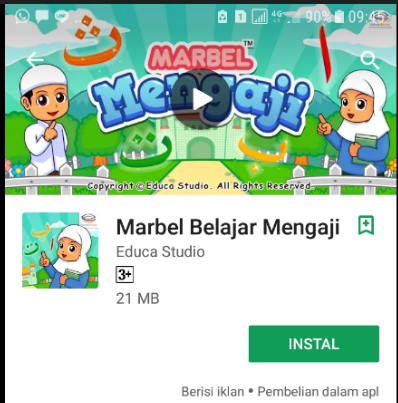 4G 90% 09:45
MARBEL™
Mengaji
Copyright © Educa Studio. All Rights Reserved.
Marbel Belajar Mengaji
Educa Studio
3+
21 MB
INSTAL
Berisi iklan • Pembelian dalam apl